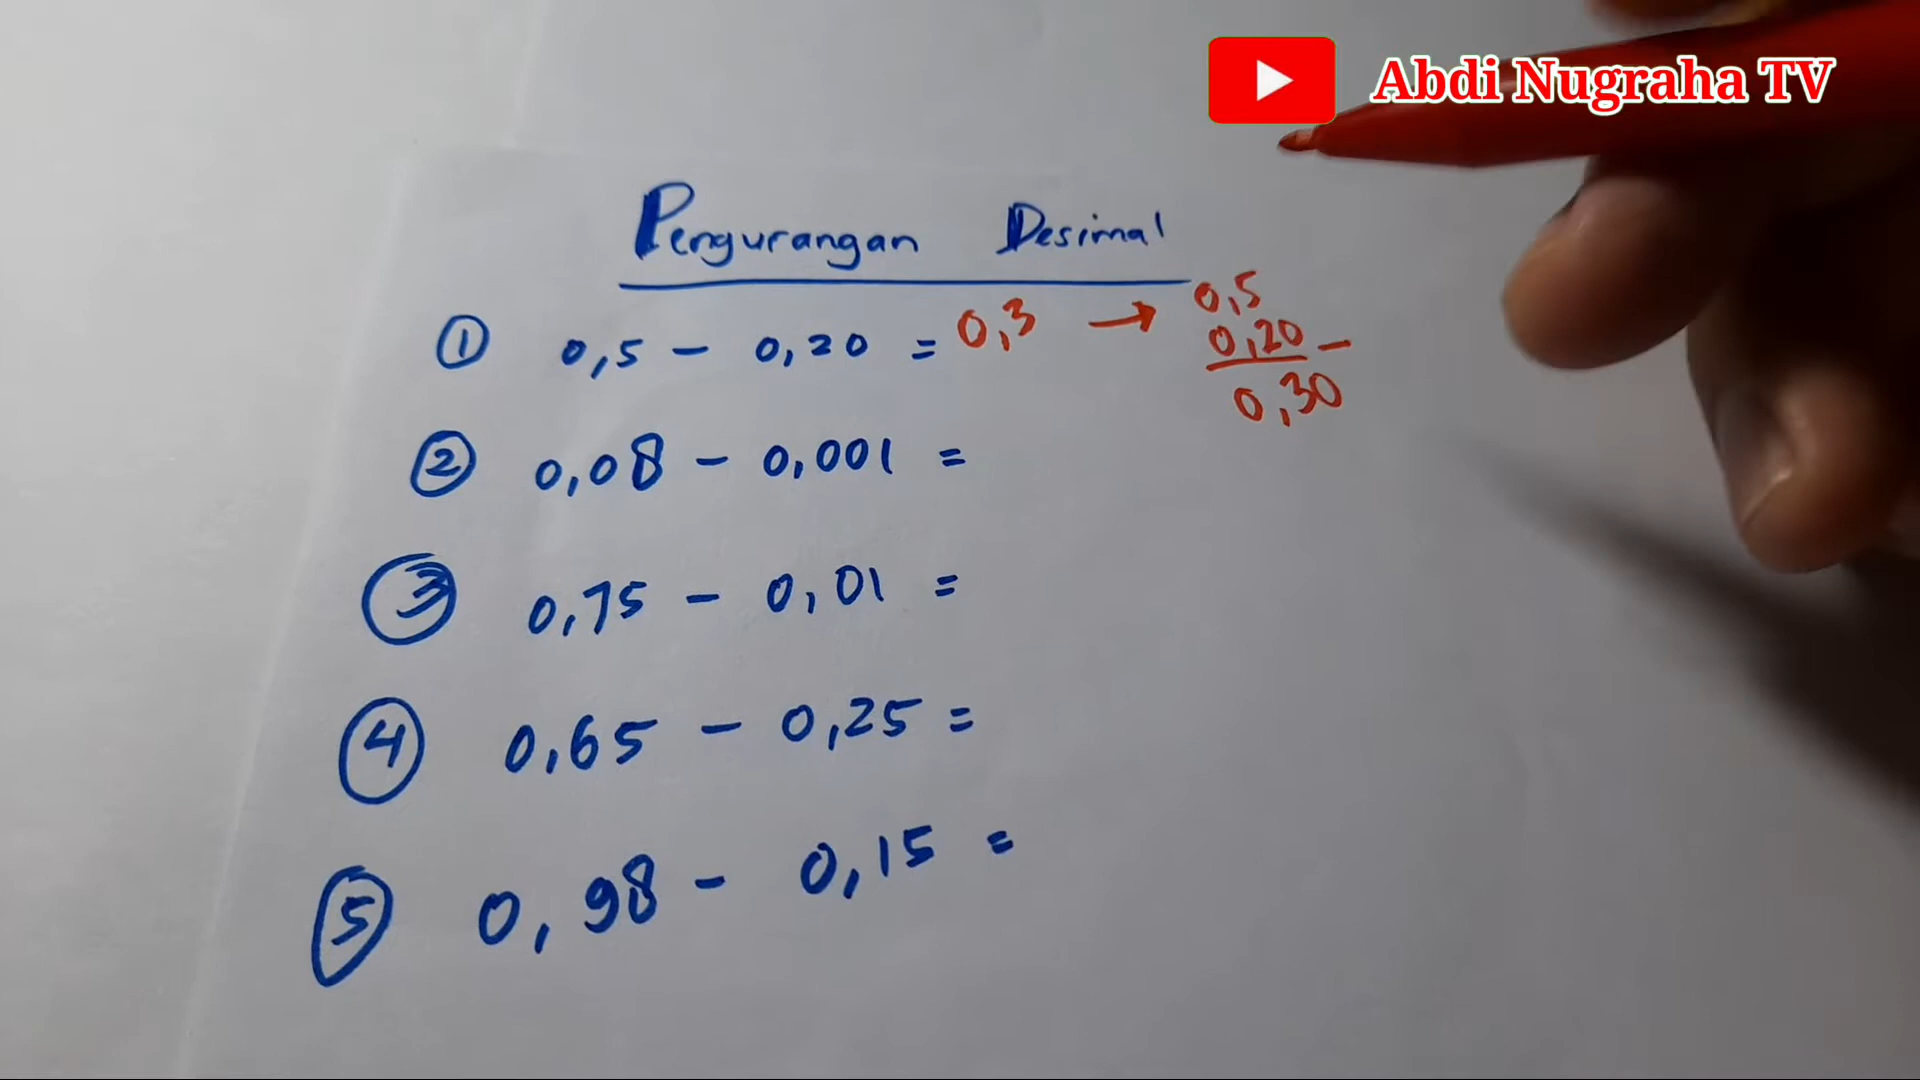 Abdi Nugraha TV
Pengurangan Desimal
① 0,5 - 0,20 = 0,3 → 0,5
0,20 -
0,30
② 0,08 - 0,001 =
③ 0,75 - 0,01 =
④ 0,65 - 0,25 =
⑤ 0,98 - 0,15 =